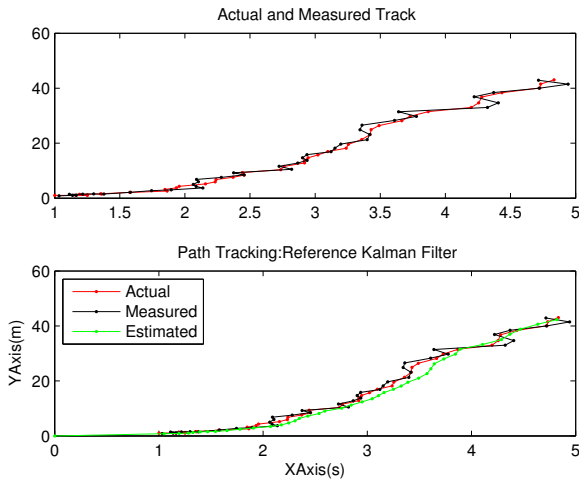 Actual and Measured Track
60
40
20
0
1 1.5 2 2.5 3 3.5 4 4.5 5
Path Tracking:Reference Kalman Filter
60
40
20
0
YAxis(m)
Actual
Measured
Estimated
0 1 2 3 4 5
XAxis(s)